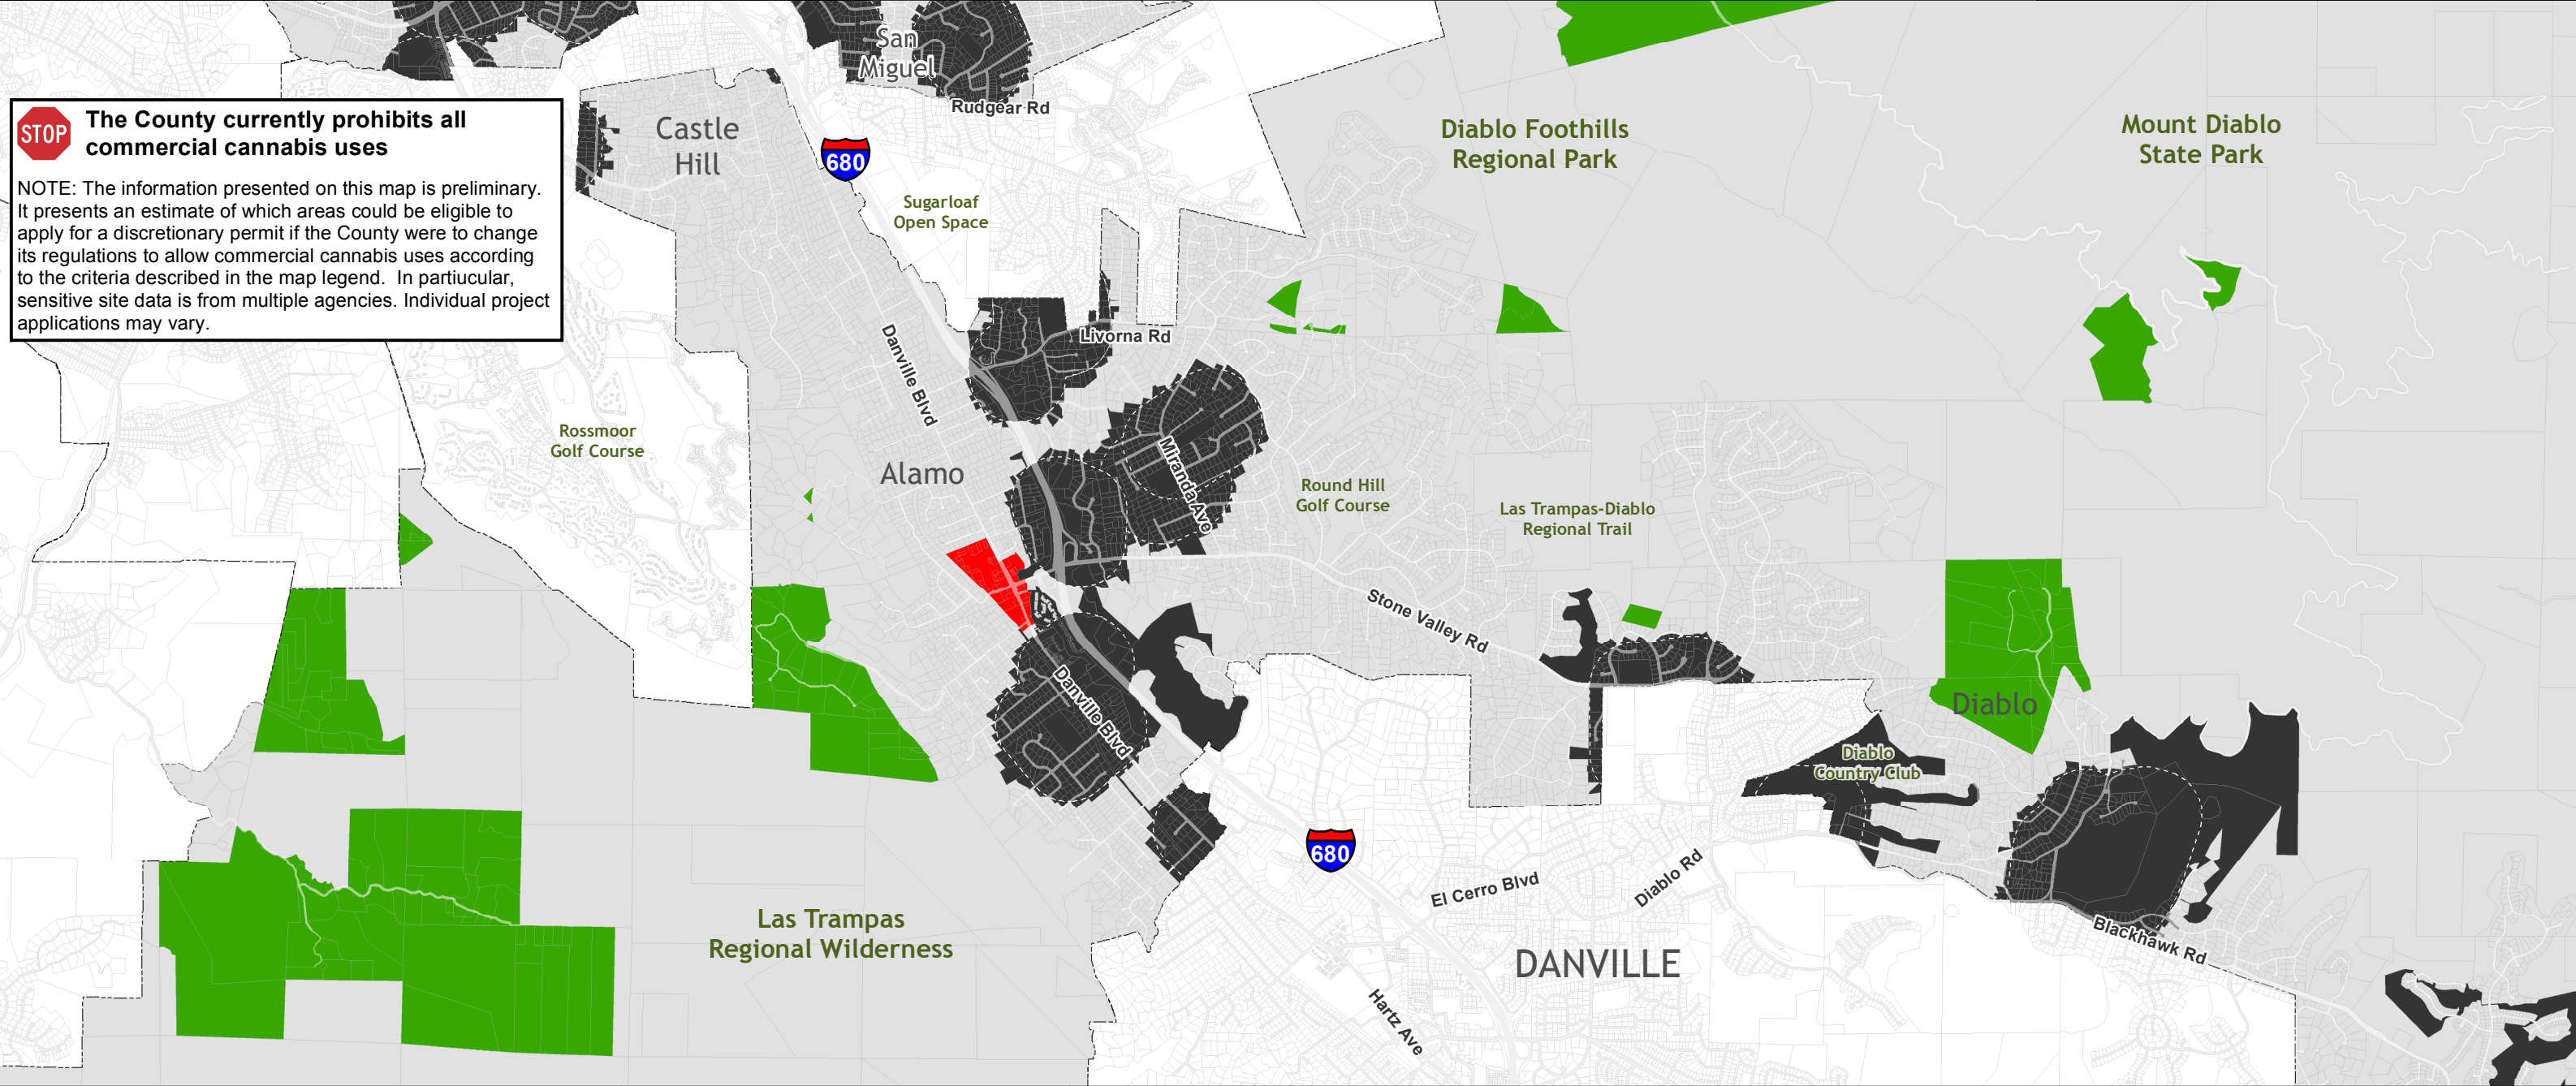 San
Miguel
Rudgear Rd
STOP
The County currently prohibits all
commercial cannabis uses
NOTE: The information presented on this map is preliminary.
It presents an estimate of which areas could be eligible to
apply for a discretionary permit if the County were to change
its regulations to allow commercial cannabis uses according
to the criteria described in the map legend. In partiucular,
sensitive site data is from multiple agencies. Individual project
applications may vary.
Castle
Hill
680
Diablo Foothills
Regional Park
Mount Diablo
State Park
Sugarloaf
Open Space
Livorna Rd
Danville Blvd
Rossmoor
Golf Course
Alamo
Miranda Ave
Round Hill
Golf Course
Las Trampas-Diablo
Regional Trail
Stone Valley Rd
Danville Blvd
Diablo
Diablo
Country Club
680
El Cerro Blvd
Diablo Rd
Las Trampas
Regional Wilderness
DANVILLE
Blackhawk Rd
Hartz Ave